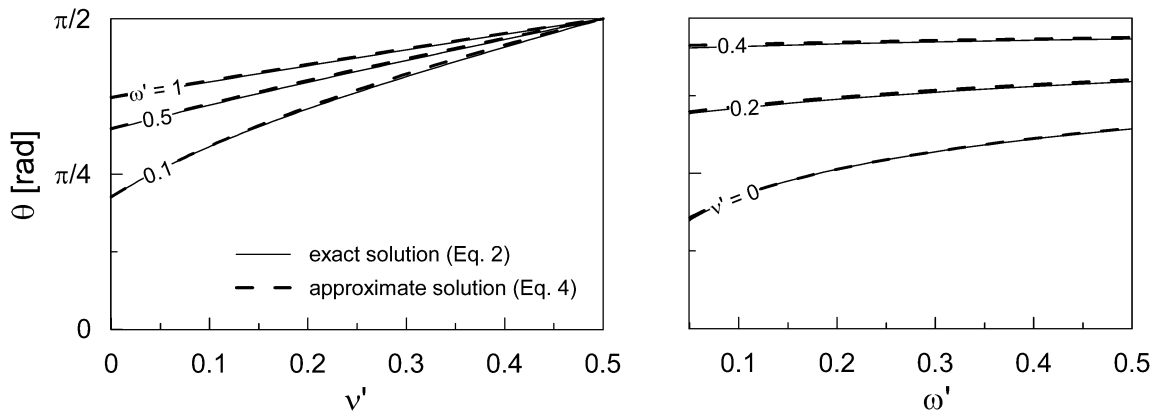 π/2
π/4
0
θ [rad]
ω' = 1
0.5
0.1
exact solution (Eq. 2)
approximate solution (Eq. 4)
0 0.1 0.2 0.3 0.4 0.5
ν'
0.4
0.2
ν' = 0
0.1 0.2 0.3 0.4 0.5
ω'